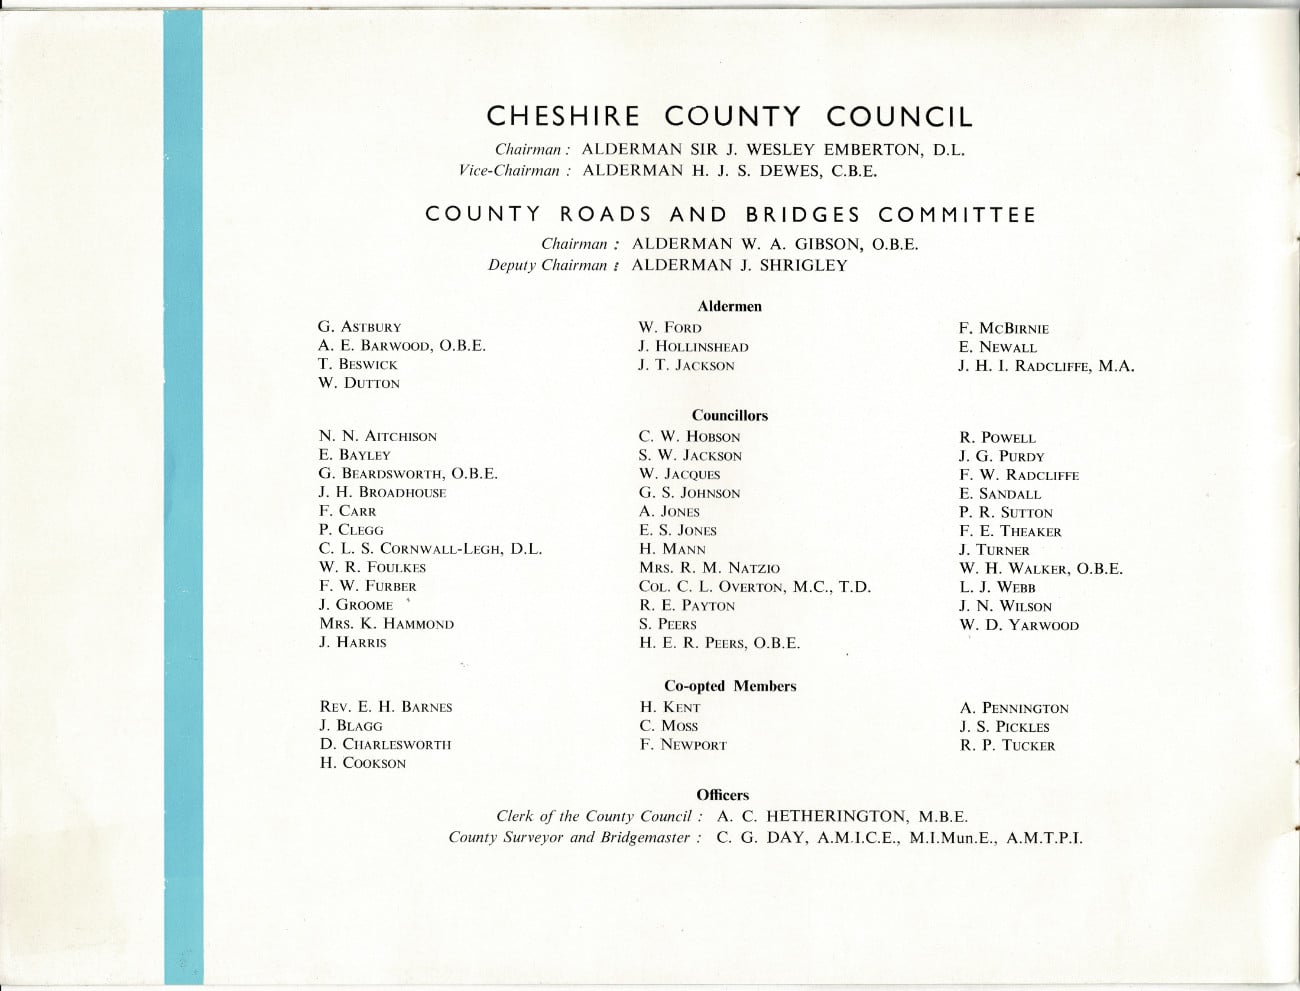 CHESHIRE COUNTY COUNCIL
Chairman : ALDERMAN SIR J. WESLEY EMBERTON, D.L.
Vice-Chairman : ALDERMAN H. J. S. DEWES, C.B.E.
COUNTY ROADS AND BRIDGES COMMITTEE
Chairman : ALDERMAN W. A. GIBSON, O.B.E.
Deputy Chairman : ALDERMAN J. SHRIGLEY
Aldermen
G. ASTBURY
A. E. BARWOOD, O.B.E.
T. BESWICK
W. DUTTON
W. FORD
J. HOLLINSHEAD
J. T. JACKSON
F. MCBIRNIE
E. NEWALL
J. H. I. RADCLIFFE, M.A.
Councillors
N. N. AITCHISON
E. BAYLEY
G. BEARDSWORTH, O.B.E.
J. H. BROADHOUSE
F. CARR
P. CLEGG
C. L. S. CORNWALL-LEGH, D.L.
W. R. FOULKES
F. W. FURBER
J. GROOME
MRS. K. HAMMOND
J. HARRIS
C. W. HOBSON
S. W. JACKSON
W. JACQUES
G. S. JOHNSON
A. JONES
E. S. JONES
H. MANN
MRS. R. M. NATZIO
COL. C. L. OVERTON, M.C., T.D.
R. E. PAYTON
S. PEERS
H. E. R. PEERS, O.B.E.
R. POWELL
J. G. PURDY
F. W. RADCLIFFE
E. SANDALL
P. R. SUTTON
F. E. THEAKER
J. TURNER
W. H. WALKER, O.B.E.
L. J. WEBB
J. N. WILSON
W. D. YARWOOD
Co-opted Members
REV. E. H. BARNES
J. BLAGG
D. CHARLESWORTH
H. COOKSON
H. KENT
C. MOSS
F. NEWPORT
A. PENNINGTON
J. S. PICKLES
R. P. TUCKER
Officers
Clerk of the County Council : A. C. HETHERINGTON, M.B.E.
County Surveyor and Bridgemaster : C. G. DAY, A.M.I.C.E., M.I.Mun.E., A.M.T.P.I.